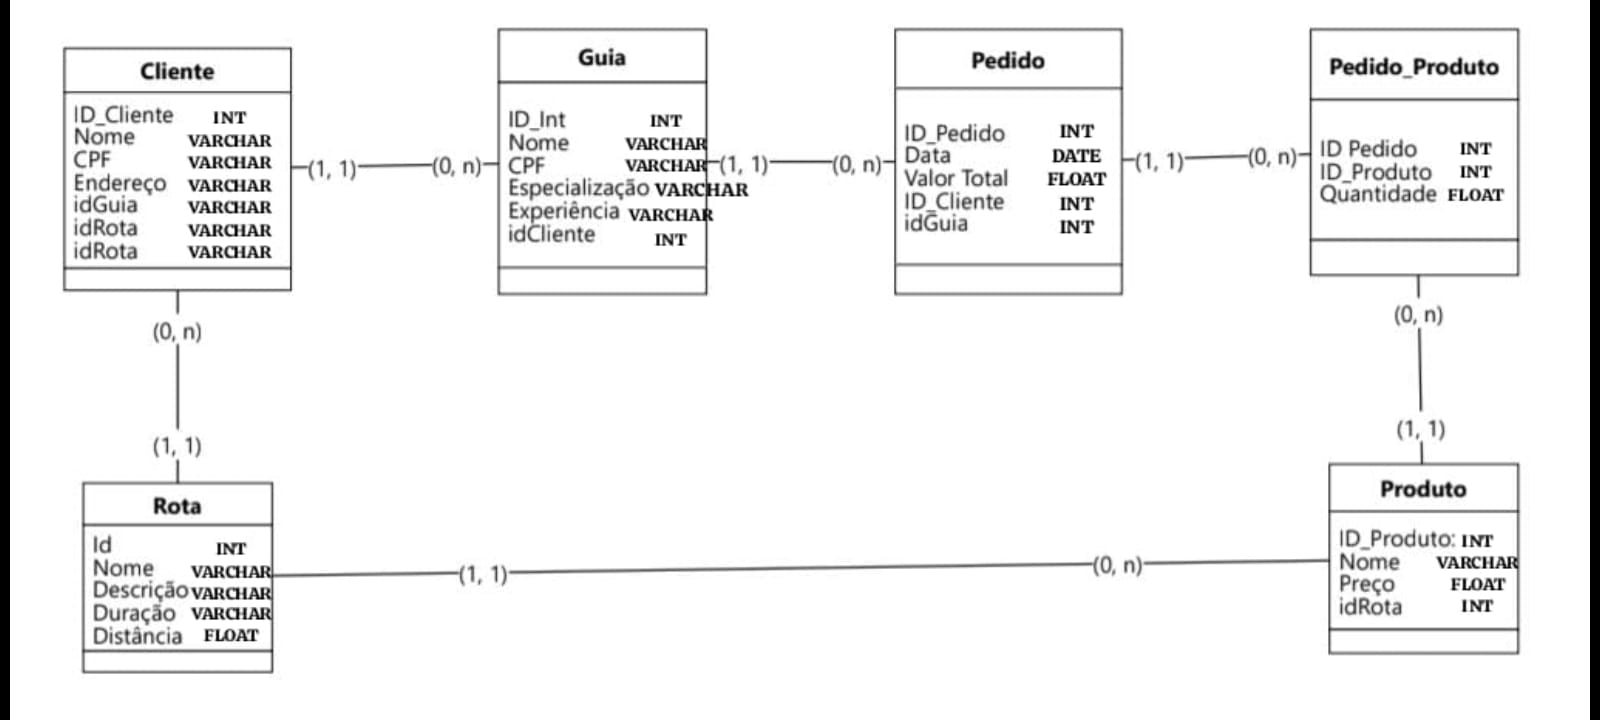 Cliente
ID_Cliente INT
Nome VARCHAR
CPF VARCHAR
Endereço VARCHAR
idGuia VARCHAR
idRota VARCHAR
idRota VARCHAR
(1, 1)
(0, n)
Guia
ID_Int INT
Nome VARCHAR
CPF VARCHAR
Especialização VARCHAR
Experiência VARCHAR
idCliente INT
(1, 1)
(0, n)
Pedido
ID_Pedido INT
Data DATE
Valor Total FLOAT
ID_Cliente INT
idGuia INT
(1, 1)
(0, n)
Pedido_Produto
ID Pedido INT
ID_Produto INT
Quantidade FLOAT
(0, n)
(1, 1)
(0, n)
(1, 1)
Rota
Id INT
Nome VARCHAR
Descrição VARCHAR
Duração VARCHAR
Distância FLOAT
(1, 1)
(0, n)
Produto
ID_Produto: INT
Nome VARCHAR
Preço FLOAT
idRota INT